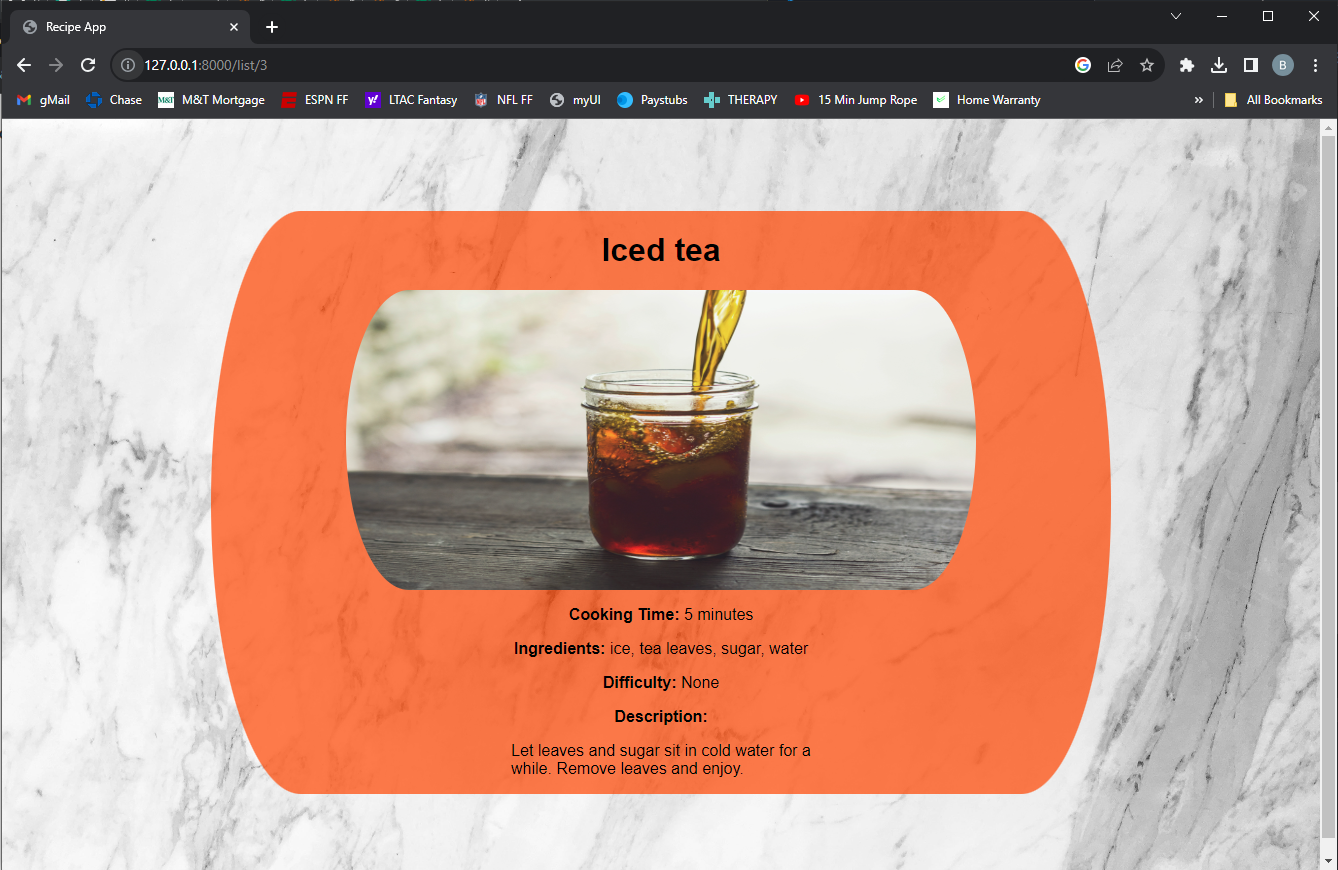 Recipe App
127.0.0.1:8000/list/3
B
gMail
Chase
M&T M&T Mortgage
ESPN FF
y! LTAC Fantasy
NFL FF
myUI
Paystubs
THERAPY
15 Min Jump Rope
Home Warranty
»
All Bookmarks
Iced tea
Cooking Time: 5 minutes
Ingredients: ice, tea leaves, sugar, water
Difficulty: None
Description:
Let leaves and sugar sit in cold water for a
while. Remove leaves and enjoy.